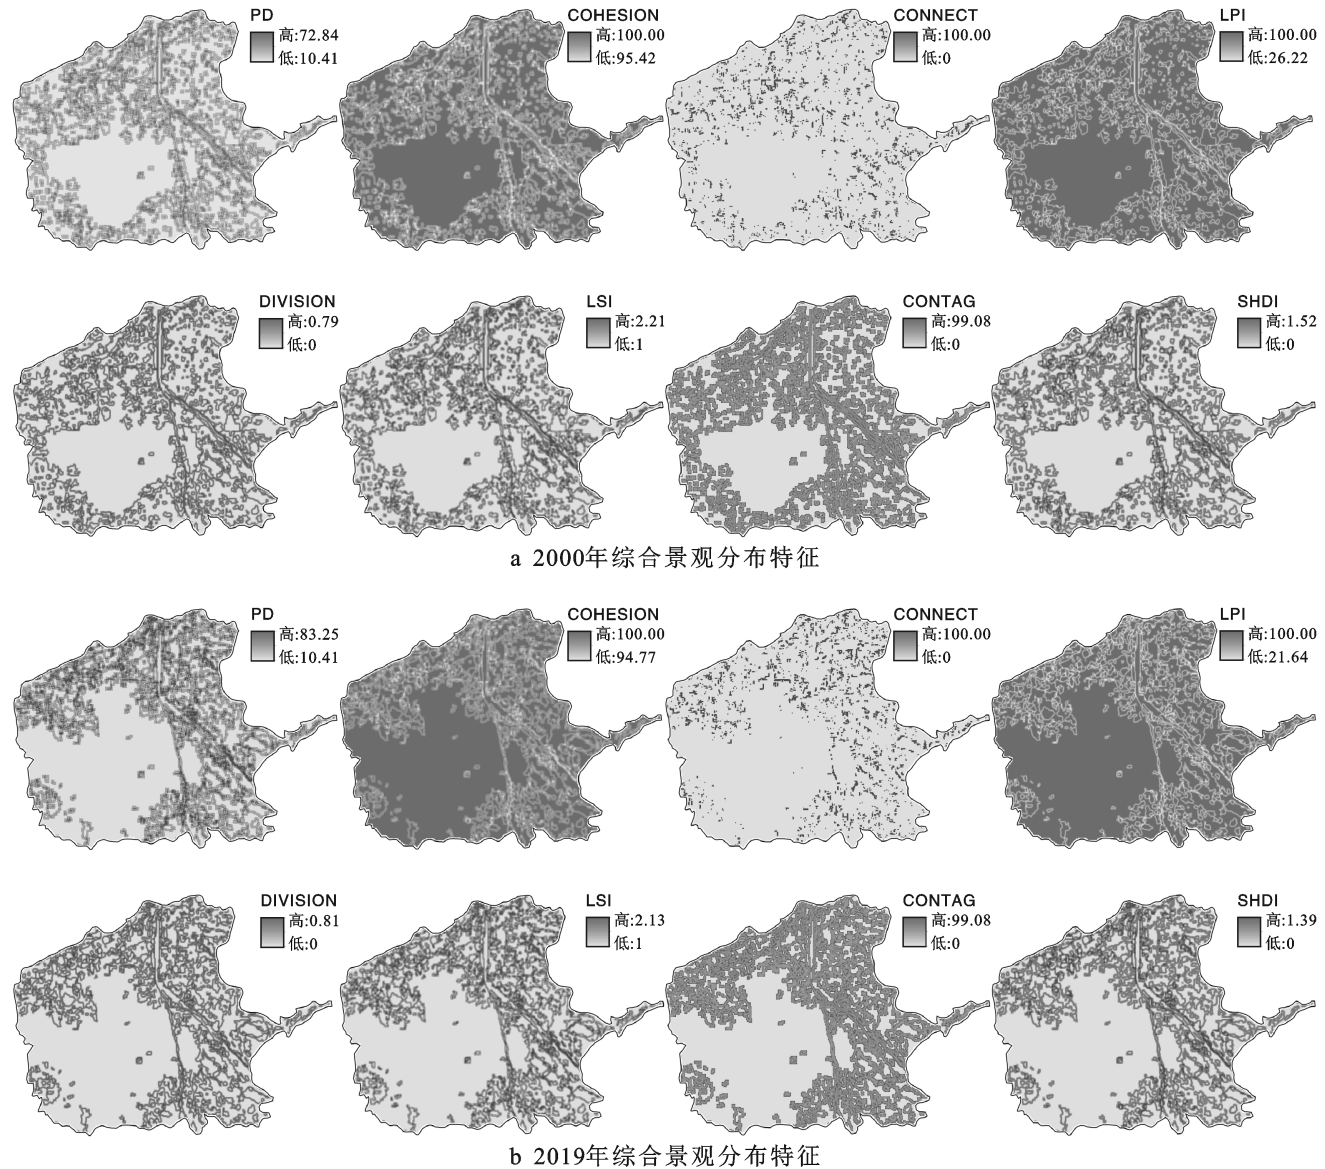 PD
高:72.84
低:10.41
COHESION
高:100.00
低:95.42
CONNECT
高:100.00
低:0
LPI
高:100.00
低:26.22
DIVISION
高:0.79
低:0
LSI
高:2.21
低:1
CONTAG
高:99.08
低:0
SHDI
高:1.52
低:0
a 2000年综合景观分布特征
PD
高:83.25
低:10.41
COHESION
高:100.00
低:94.77
CONNECT
高:100.00
低:0
LPI
高:100.00
低:21.64
DIVISION
高:0.81
低:0
LSI
高:2.13
低:1
CONTAG
高:99.08
低:0
SHDI
高:1.39
低:0
b 2019年综合景观分布特征